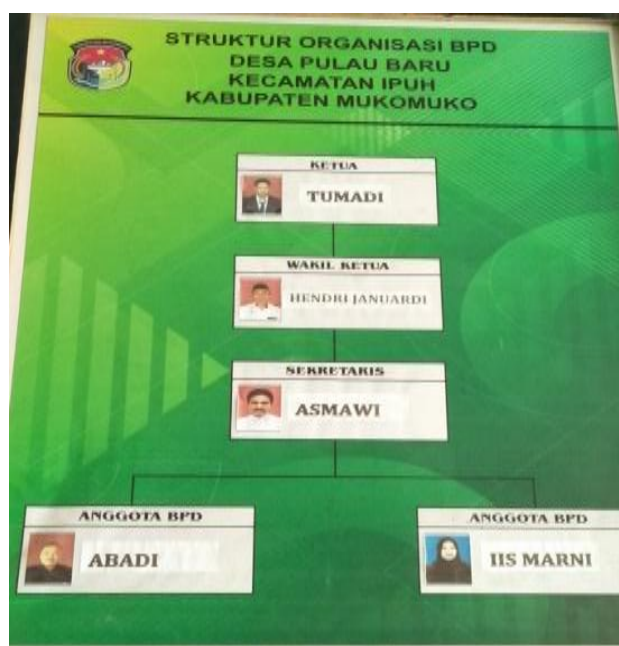 STRUKTUR ORGANISASI BPD
DESA PULAU BARU
KECAMATAN IPUH
KABUPATEN MUKOMUKO
KETUA
TUMADI
WAKIL KETUA
HENDRI JANUARDI
SEKRETARIS
ASMAWI
ANGGOTA BPD
ABADI
ANGGOTA BPD
IIS MARNI